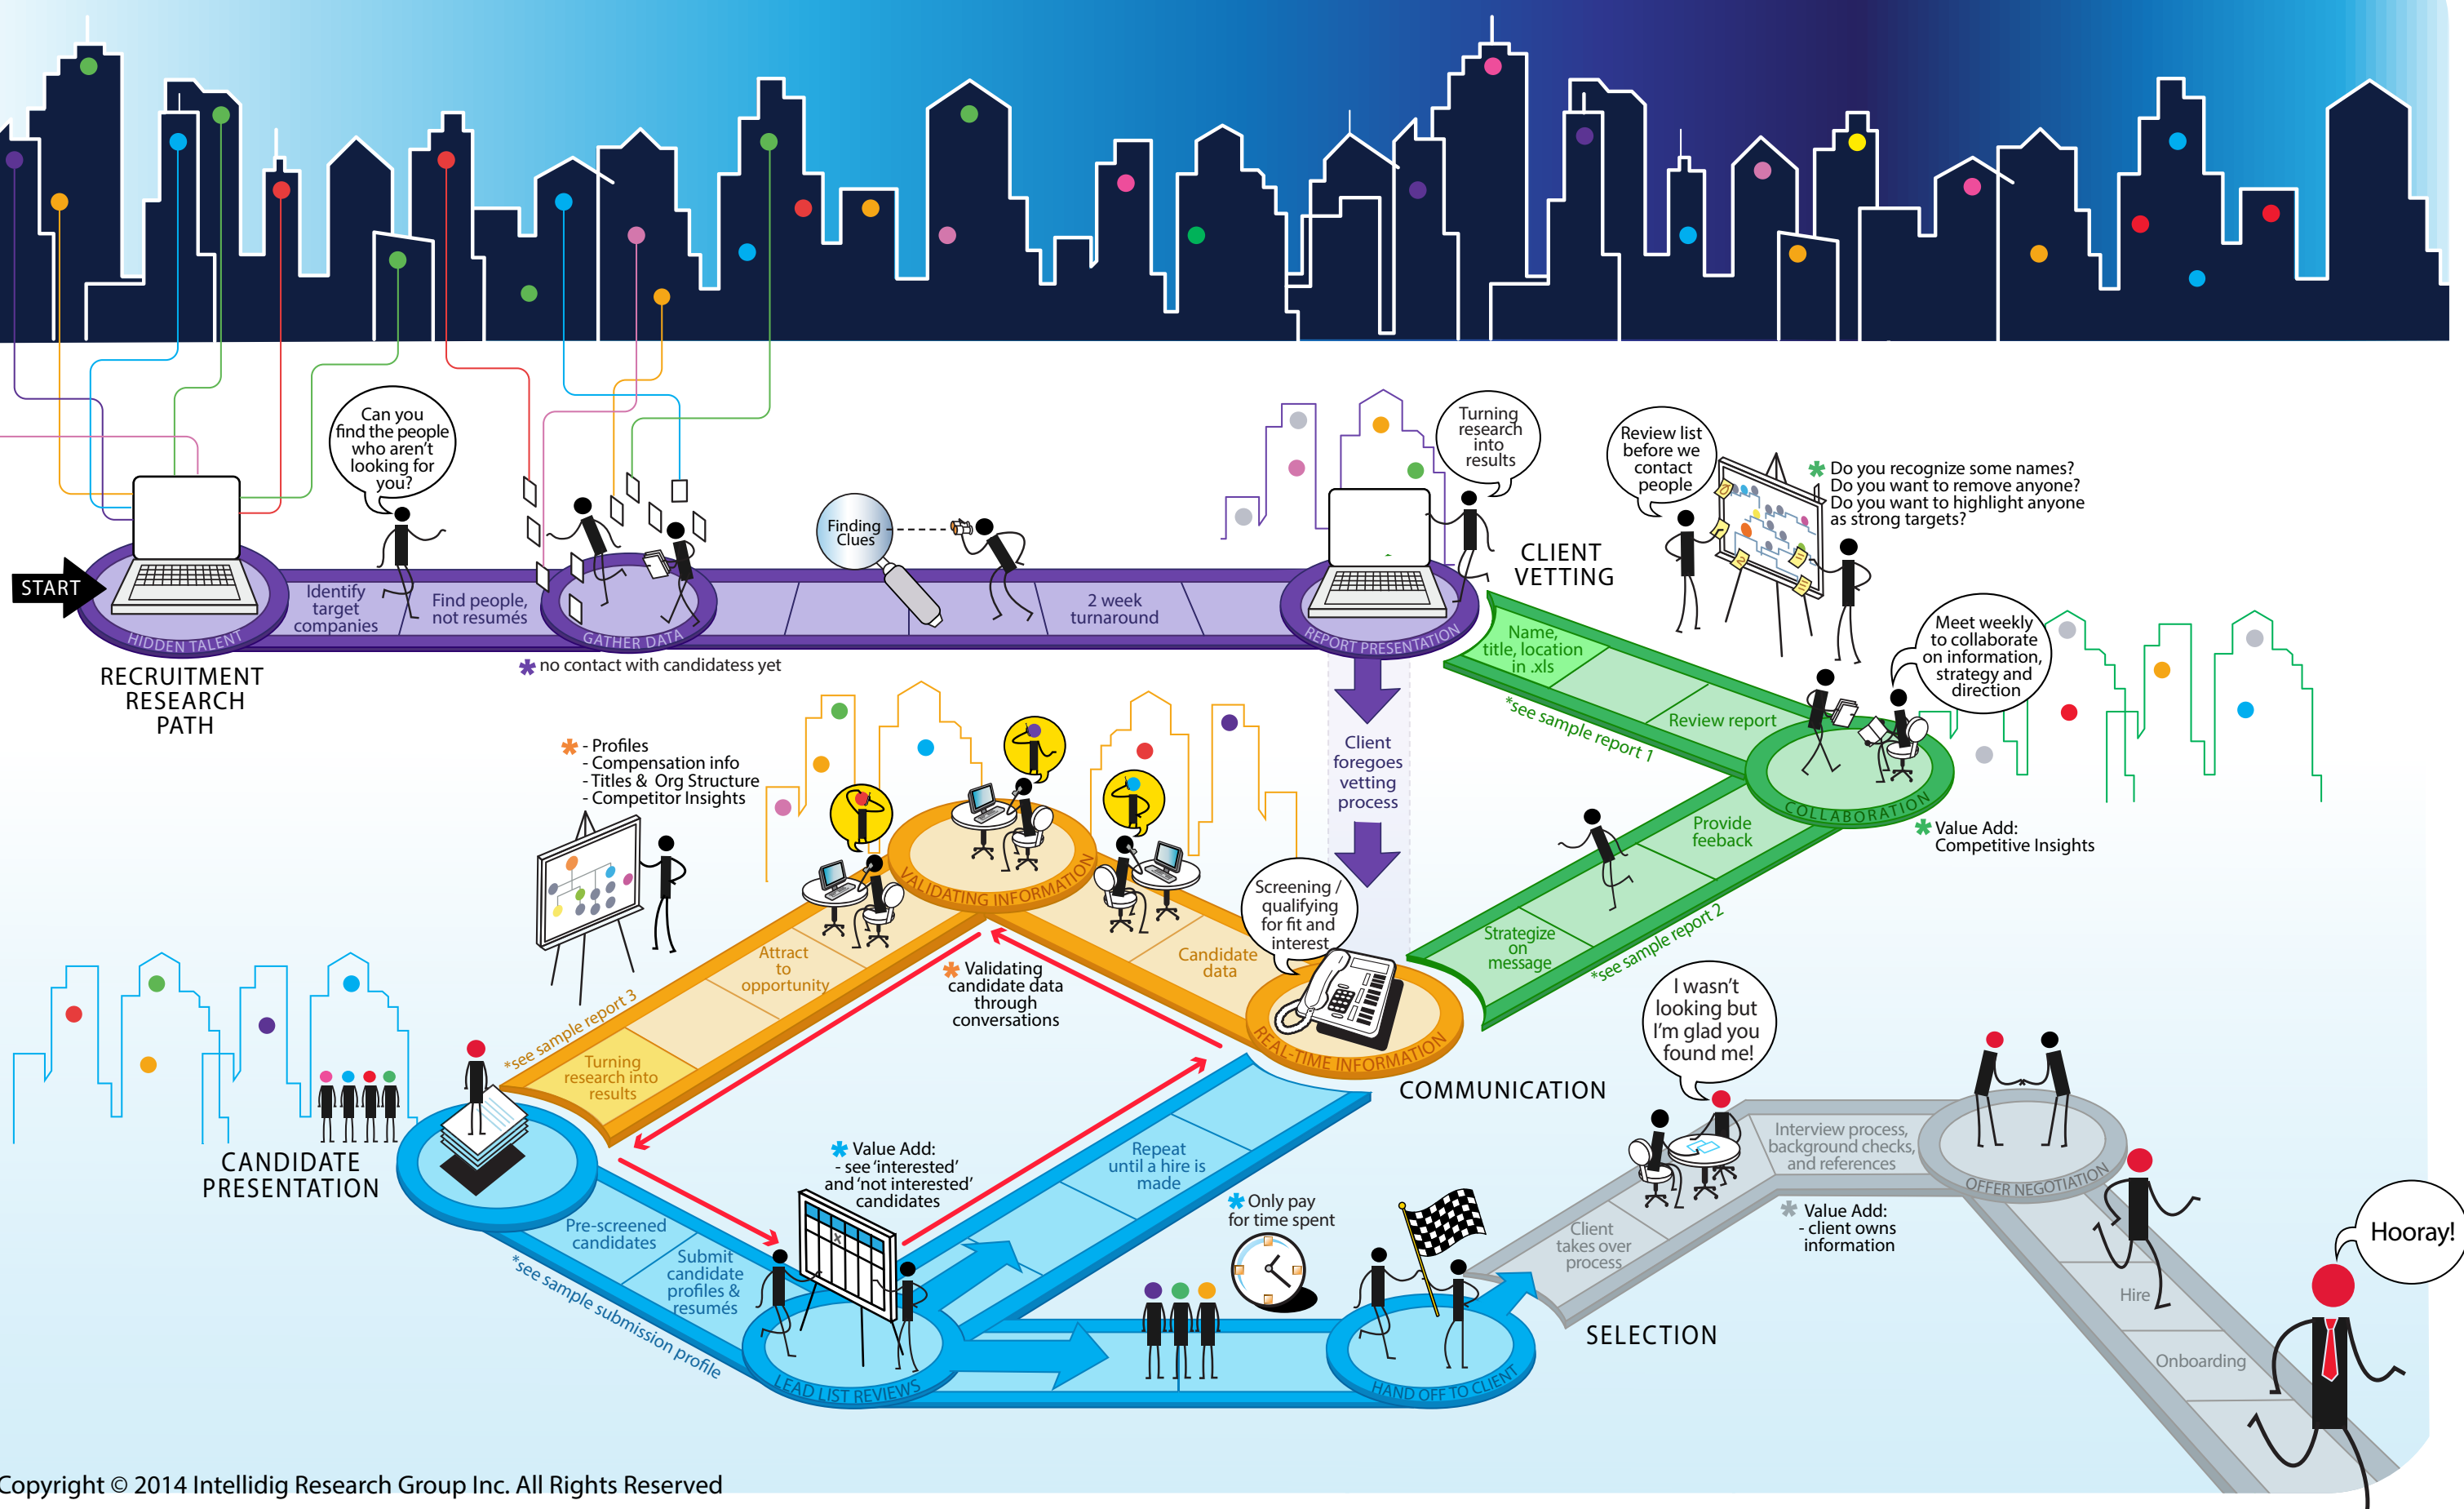 Can you
find the people
who aren't
looking for
you?
START
HIDDEN TALENT
RECRUITMENT
RESEARCH
PATH
Identify
target
companies
Find people,
not resumés
GATHER DATA
* no contact with candidatess yet
Finding
Clues
2 week
turnaround
REPORT PRESENTATION
Turning
research
into
results
Client
foregoes
vetting
process
CLIENT
VETTING
Review list
before we
contact
people
* Do you recognize some names?
Do you want to remove anyone?
Do you want to highlight anyone
as strong targets?
Name,
title, location
in .xls
*see sample report 1
Review report
Meet weekly
to collaborate
on information,
strategy and
direction
COLLABORATION
* Value Add:
Competitive Insights
Provide
feeback
Strategize
on
message
*see sample report 2
Screening /
qualifying
for fit and
interest
REAL-TIME INFORMATION
COMMUNICATION
Candidate
data
VALIDATING INFORMATION
* Validating
candidate data
through
conversations
* - Profiles
- Compensation info
- Titles & Org Structure
- Competitor Insights
Attract
to
opportunity
*see sample report 3
Turning
research into
results
CANDIDATE
PRESENTATION
Pre-screened
candidates
Submit
candidate
profiles &
resumés
*see sample submission profile
* Value Add:
- see 'interested'
and 'not interested'
candidates
X
LEAD LIST REVIEWS
Repeat
until a hire is
made
* Only pay
for time spent
HAND OFF TO CLIENT
SELECTION
Client
takes over
process
I wasn't
looking but
I'm glad you
found me!
Interview process,
background checks,
and references
* Value Add:
- client owns
information
OFFER NEGOTIATION
Hire
Onboarding
Hooray!
Copyright © 2014 Intellidig Research Group Inc. All Rights Reserved